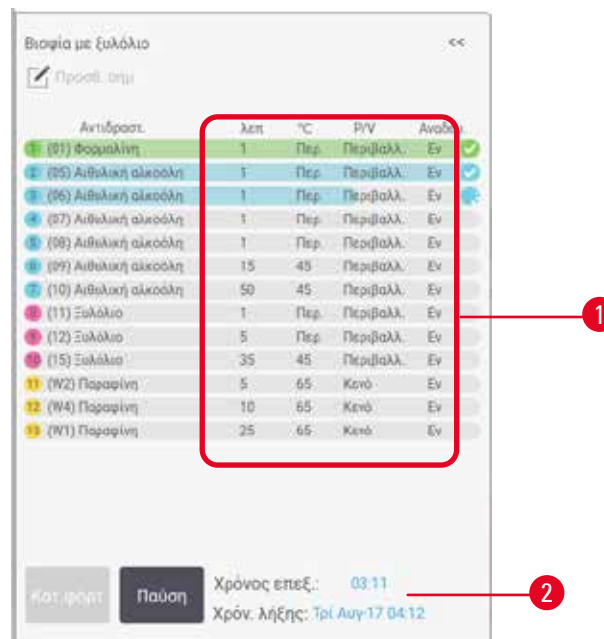 Βιοψία με ξυλόλιο <<
Προσθ. σημ
Αντιδραστ. λεπ °C P/V Αναδευ.
1 (01) Φορμαλίνη 1 Περ. Περιβαλλ. Εν
2 (05) Αιθυλική αλκοόλη 1 Περ. Περιβαλλ. Εν
3 (06) Αιθυλική αλκοόλη 1 Περ. Περιβαλλ. Εν
4 (07) Αιθυλική αλκοόλη 1 Περ. Περιβαλλ. Εν
5 (08) Αιθυλική αλκοόλη 1 Περ. Περιβαλλ. Εν
6 (09) Αιθυλική αλκοόλη 15 45 Περιβαλλ. Εν
7 (10) Αιθυλική αλκοόλη 50 45 Περιβαλλ. Εν
8 (11) Ξυλόλιο 1 Περ. Περιβαλλ. Εν
9 (12) Ξυλόλιο 5 Περ. Περιβαλλ. Εν
10 (15) Ξυλόλιο 35 45 Περιβαλλ. Εν
11 (W2) Παραφίνη 5 65 Κενό Εν
12 (W4) Παραφίνη 10 65 Κενό Εν
13 (W1) Παραφίνη 25 65 Κενό Εν
1
Κατ.φορτ Παύση Χρόνος επεξ.: 03:11
Χρόν. λήξης: Τρί Αυγ-17 04:12
2